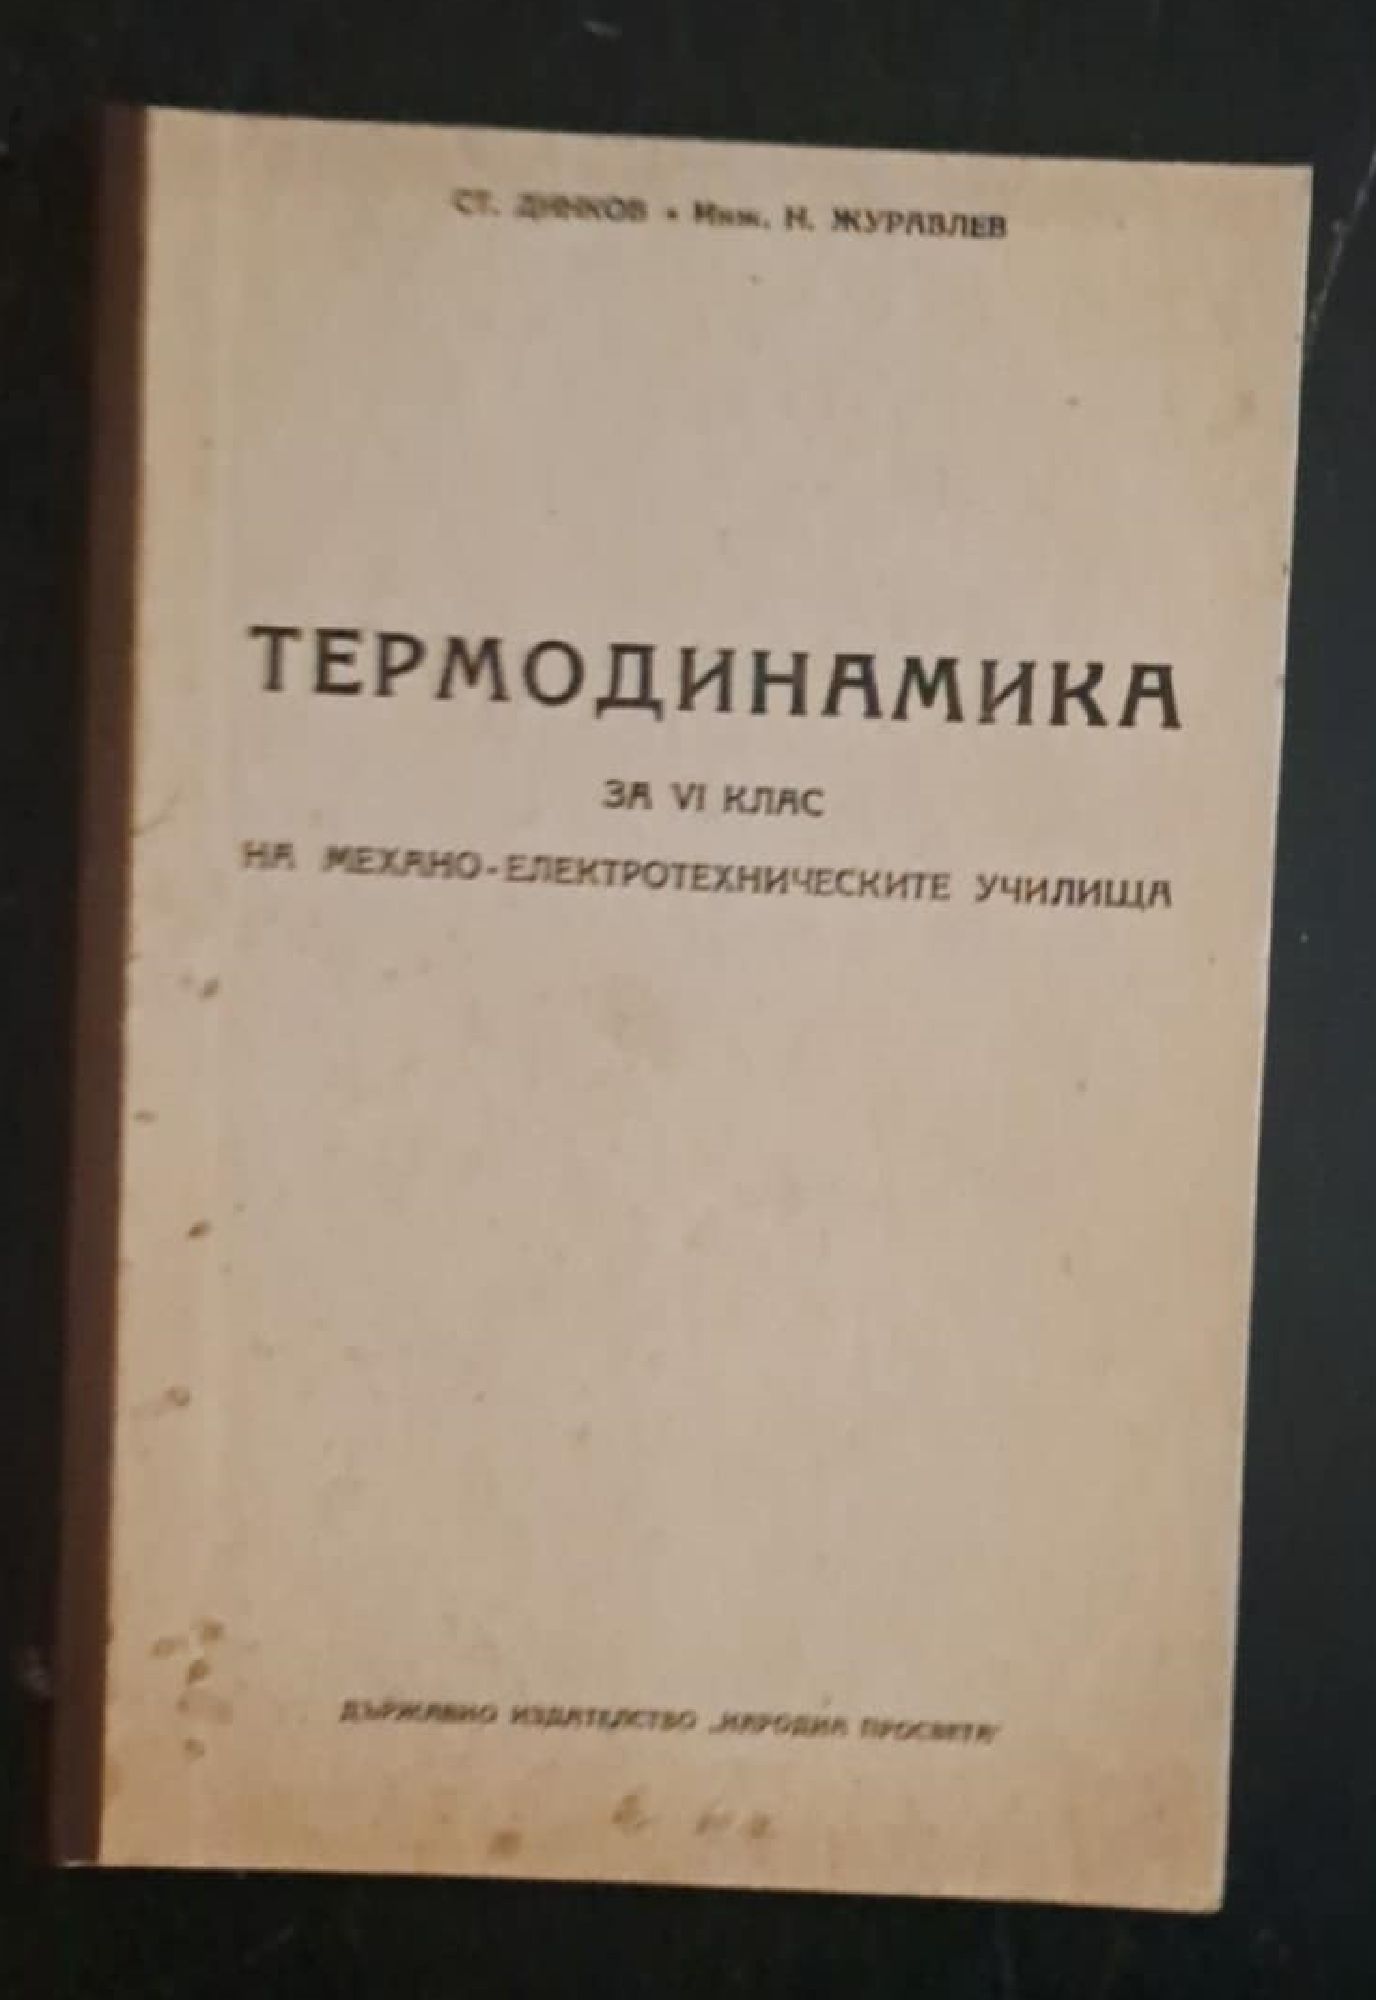 СТ. ДИНКОВ • Инж. Н. ЖУРАВЛЕВ
ТЕРМОДИНАМИКА
ЗА VI КЛАС
НА МЕХАНО-ЕЛЕКТРОТЕХНИЧЕСКИТЕ УЧИЛИЩА
ДЪРЖАВНО ИЗДАТЕЛСТВО „НАРОДНА ПРОСВЕТА"